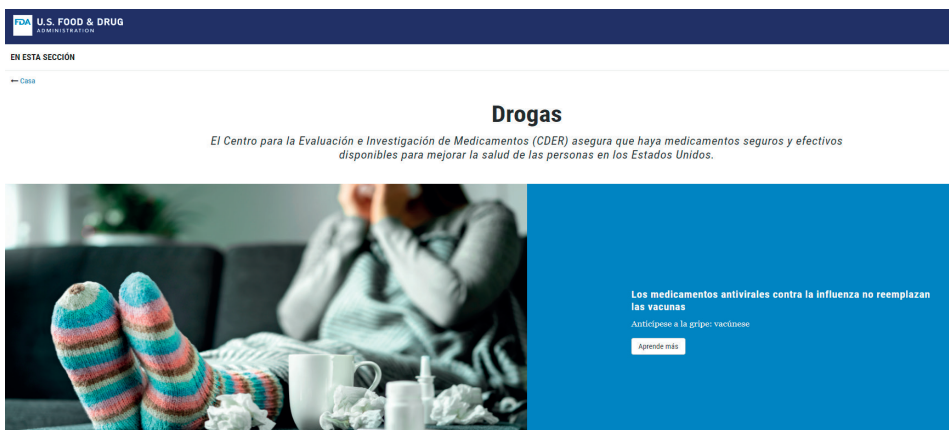 FDA U.S. FOOD & DRUG
ADMINISTRATION
EN ESTA SECCIÓN
← Casa
Drogas
El Centro para la Evaluación e Investigación de Medicamentos (CDER) asegura que haya medicamentos seguros y efectivos
disponibles para mejorar la salud de las personas en los Estados Unidos.
Los medicamentos antivirales contra la influenza no reemplazan
las vacunas
Anticípese a la gripe: vacúnese
Aprende más